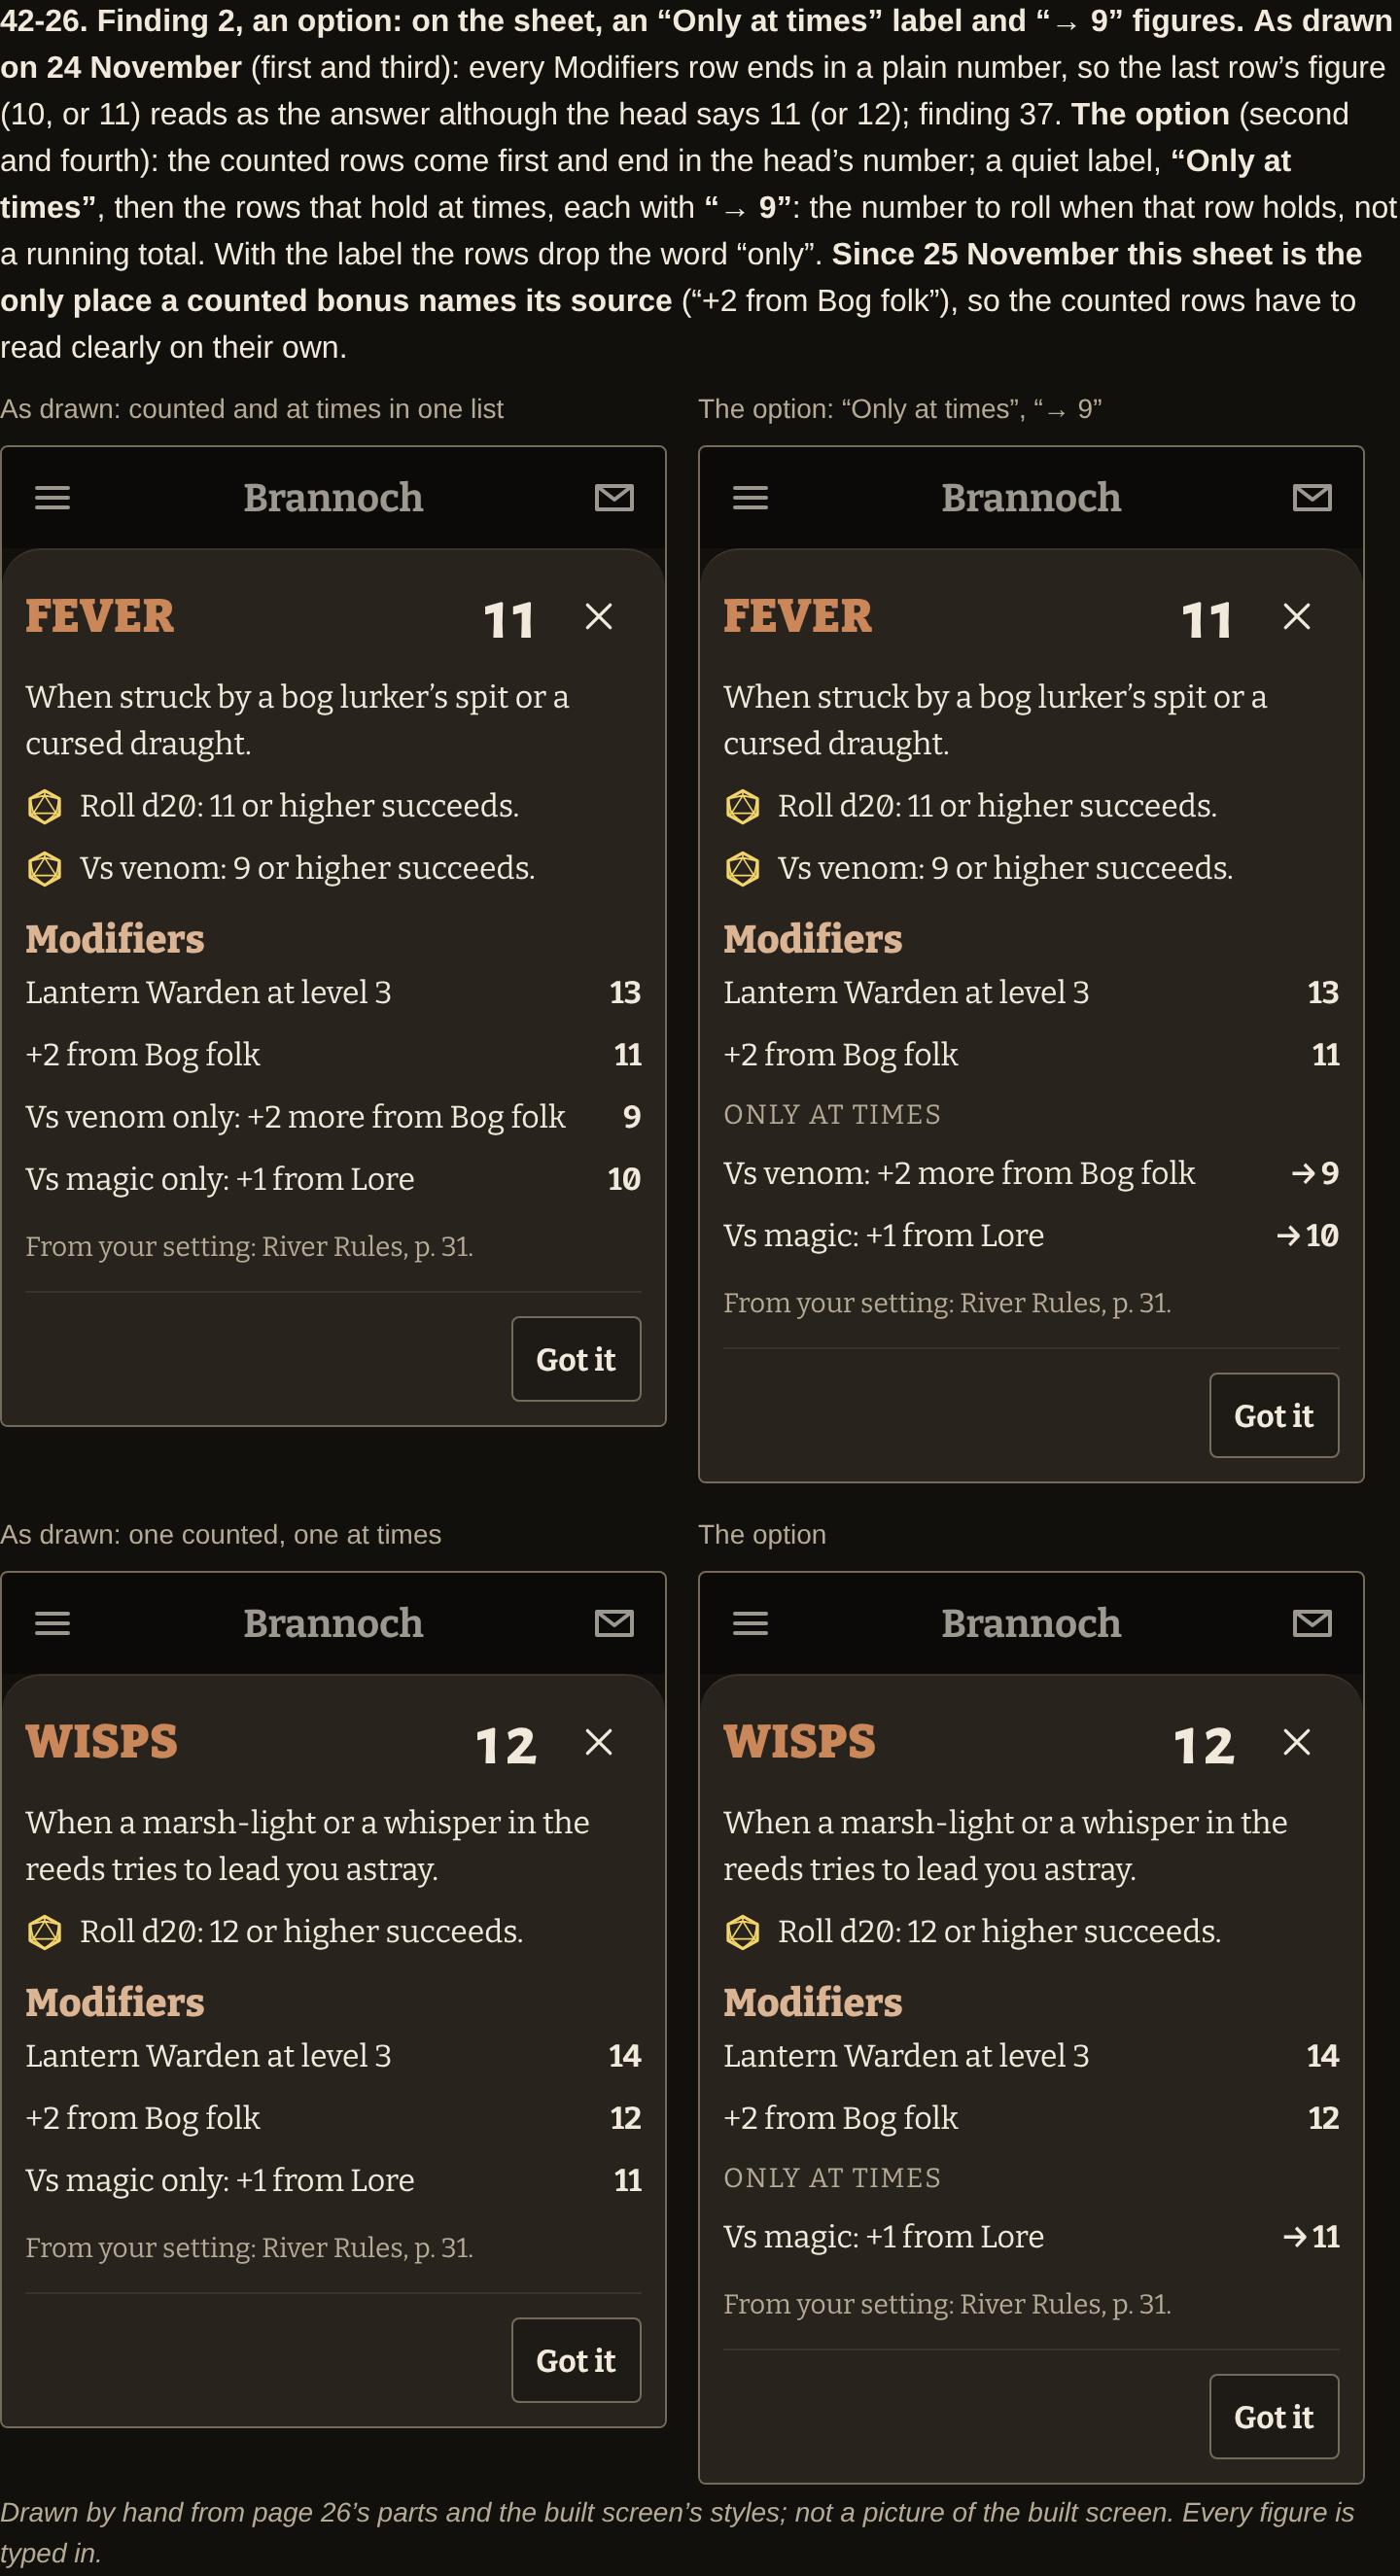 42-26. Finding 2, an option: on the sheet, an “Only at times” label and “→ 9” figures. As drawn
on 24 November (first and third): every Modifiers row ends in a plain number, so the last row’s figure
(10, or 11) reads as the answer although the head says 11 (or 12); finding 37. The option (second
and fourth): the counted rows come first and end in the head’s number; a quiet label, “Only at
times”, then the rows that hold at times, each with “→ 9”: the number to roll when that row holds, not
a running total. With the label the rows drop the word “only”. Since 25 November this sheet is the
only place a counted bonus names its source (“+2 from Bog folk”), so the counted rows have to
read clearly on their own.
As drawn: counted and at times in one list
Brannoch
FEVER 11
When struck by a bog lurker’s spit or a
cursed draught.
Roll d20: 11 or higher succeeds.
Vs venom: 9 or higher succeeds.
Modifiers
Lantern Warden at level 3 13
+2 from Bog folk 11
Vs venom only: +2 more from Bog folk 9
Vs magic only: +1 from Lore 10
From your setting: River Rules, p. 31.
Got it
The option: “Only at times”, “→ 9”
Brannoch
FEVER 11
When struck by a bog lurker’s spit or a
cursed draught.
Roll d20: 11 or higher succeeds.
Vs venom: 9 or higher succeeds.
Modifiers
Lantern Warden at level 3 13
+2 from Bog folk 11
ONLY AT TIMES
Vs venom: +2 more from Bog folk → 9
Vs magic: +1 from Lore → 10
From your setting: River Rules, p. 31.
Got it
As drawn: one counted, one at times
Brannoch
WISPS 12
When a marsh-light or a whisper in the
reeds tries to lead you astray.
Roll d20: 12 or higher succeeds.
Modifiers
Lantern Warden at level 3 14
+2 from Bog folk 12
Vs magic only: +1 from Lore 11
From your setting: River Rules, p. 31.
Got it
The option
Brannoch
WISPS 12
When a marsh-light or a whisper in the
reeds tries to lead you astray.
Roll d20: 12 or higher succeeds.
Modifiers
Lantern Warden at level 3 14
+2 from Bog folk 12
ONLY AT TIMES
Vs magic: +1 from Lore → 11
From your setting: River Rules, p. 31.
Got it
Drawn by hand from page 26’s parts and the built screen’s styles; not a picture of the built screen. Every figure is
typed in.